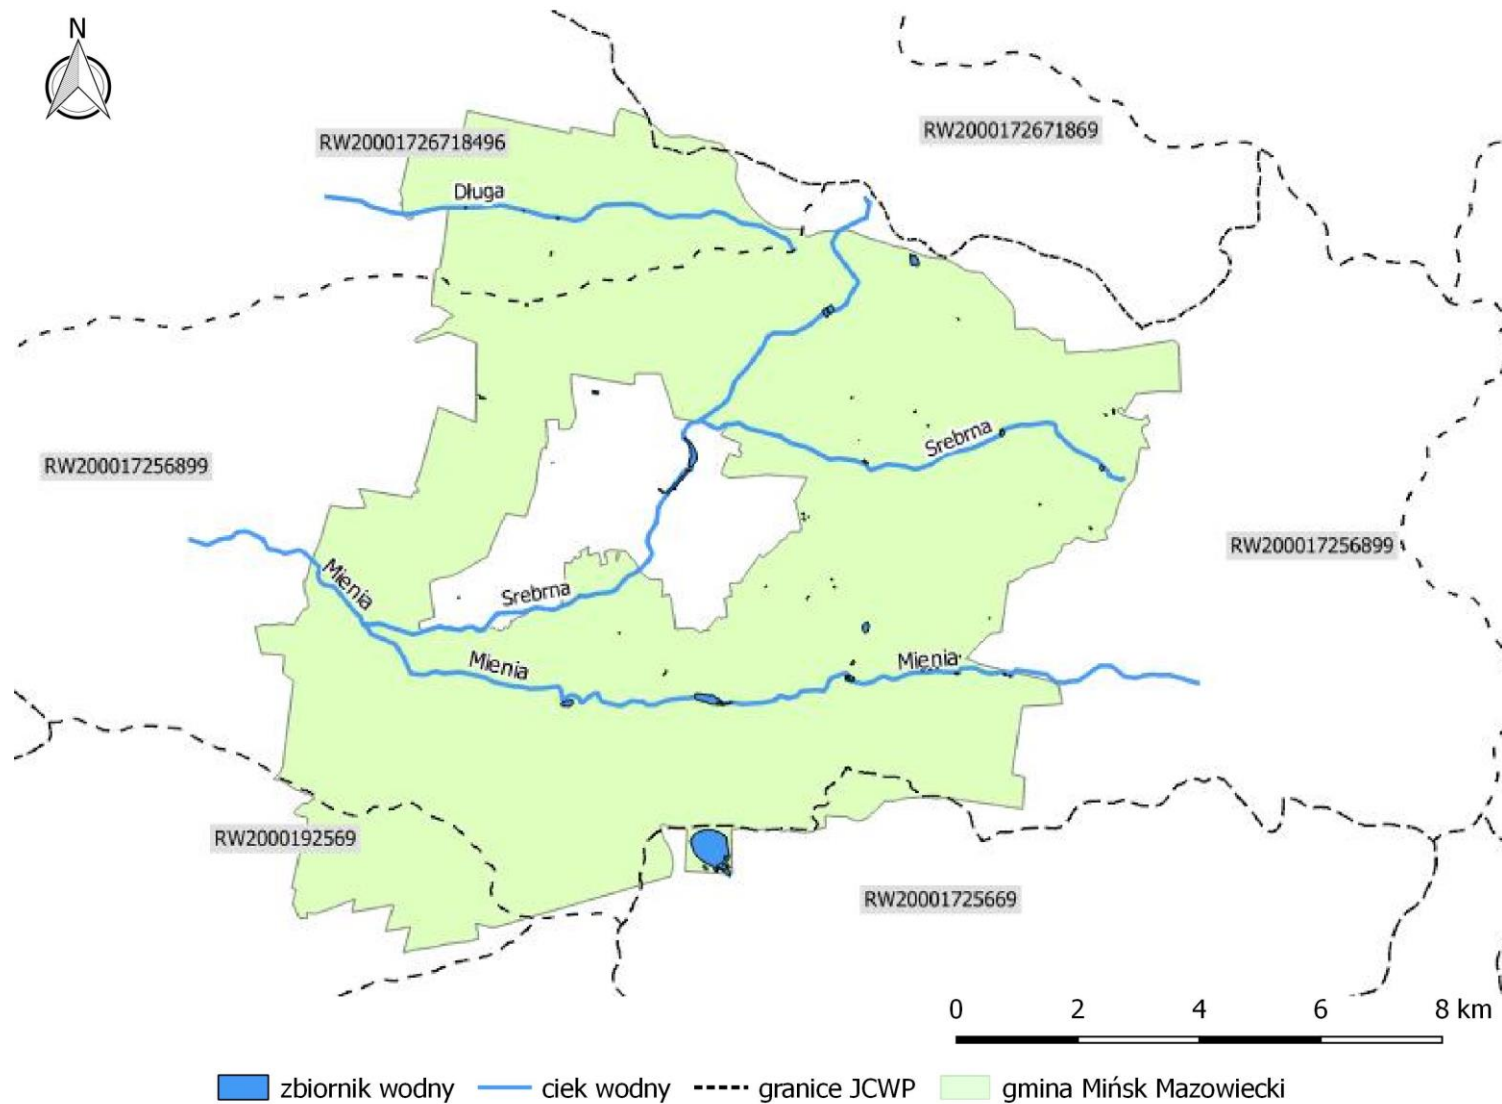 N
RW2000172671869
RW20001726718496
Długa
Srebrna
RW200017256899
RW200017256899
Mienia
Srebrna
Mienia
Mienia
RW2000192569
RW20001725669
0 2 4 6 8 km
zbiornik wodny ciek wodny granice JCWP gmina Mińsk Mazowiecki